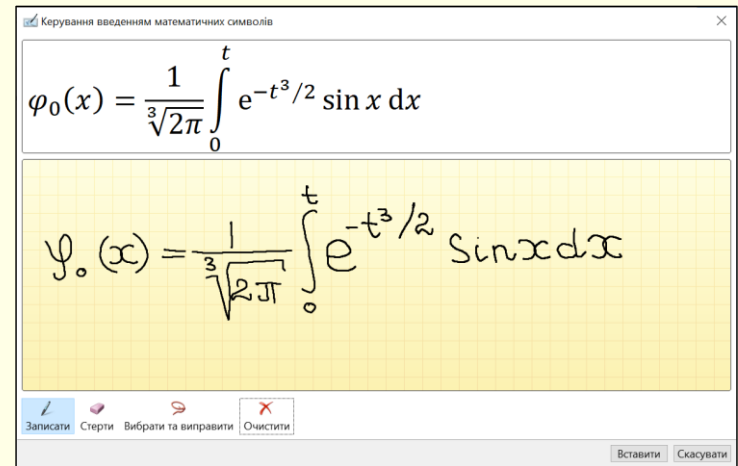 Керування введенням математичних символів
φ₀(x) = 1/∛2π ∫₀ᵗ e^(-t³/2) sin x dx
φ₀(x) = 1/∛2π ∫₀ᵗ e^(-t³/2) sinxdx
Записати Стерти Вибрати та виправити Очистити
Вставити Скасувати